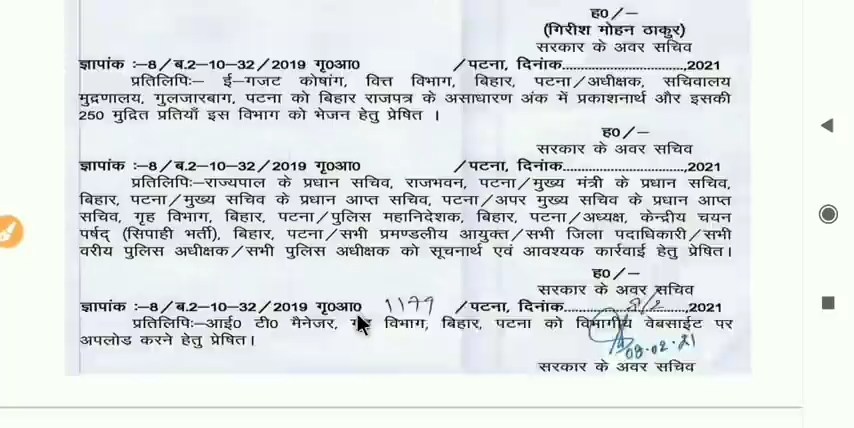 ह0/–
(गिरीश मोहन ठाकुर)
सरकार के अवर सचिव
ज्ञापांक :–8/ब.2–10–32/2019 गृ0आ0 /पटना, दिनांक..............................,2021
प्रतिलिपिः– ई–गजट कोषांग, वित्त विभाग, बिहार, पटना/अधीक्षक, सचिवालय
मुद्रणालय, गुलजारबाग, पटना को बिहार राजपत्र के असाधारण अंक में प्रकाशनार्थ और इसकी
250 मुद्रित प्रतियाँ इस विभाग को भेजन हेतु प्रेषित ।
ह0/–
सरकार के अवर सचिव
ज्ञापांक :–8/ब.2–10–32/2019 गृ0आ0 /पटना, दिनांक..............................,2021
प्रतिलिपिः–राज्यपाल के प्रधान सचिव, राजभवन, पटना/मुख्य मंत्री के प्रधान सचिव,
बिहार, पटना/मुख्य सचिव के प्रधान आप्त सचिव, पटना/अपर मुख्य सचिव के प्रधान आप्त
सचिव, गृह विभाग, बिहार, पटना/पुलिस महानिदेशक, बिहार, पटना/अध्यक्ष, केन्दीय चयन
पर्षद् (सिपाही भर्ती), बिहार, पटना/सभी प्रमण्डलीय आयुक्त/सभी जिला पदाधिकारी/सभी
वरीय पुलिस अधीक्षक/सभी पुलिस अधीक्षक को सूचनार्थ एवं आवश्यक कार्रवाई हेतु प्रेषित।
ह0/–
सरकार के अवर सचिव
ज्ञापांक :–8/ब.2–10–32/2019 गृ0आ0 /पटना, दिनांक..............................,2021
प्रतिलिपिः–आई0 टी0 मैनेजर, विभाग, बिहार, पटना को विभागीय वेबसाईट पर
अपलोड करने हेतु प्रेषित।
09.02.21
सरकार के अवर सचिव